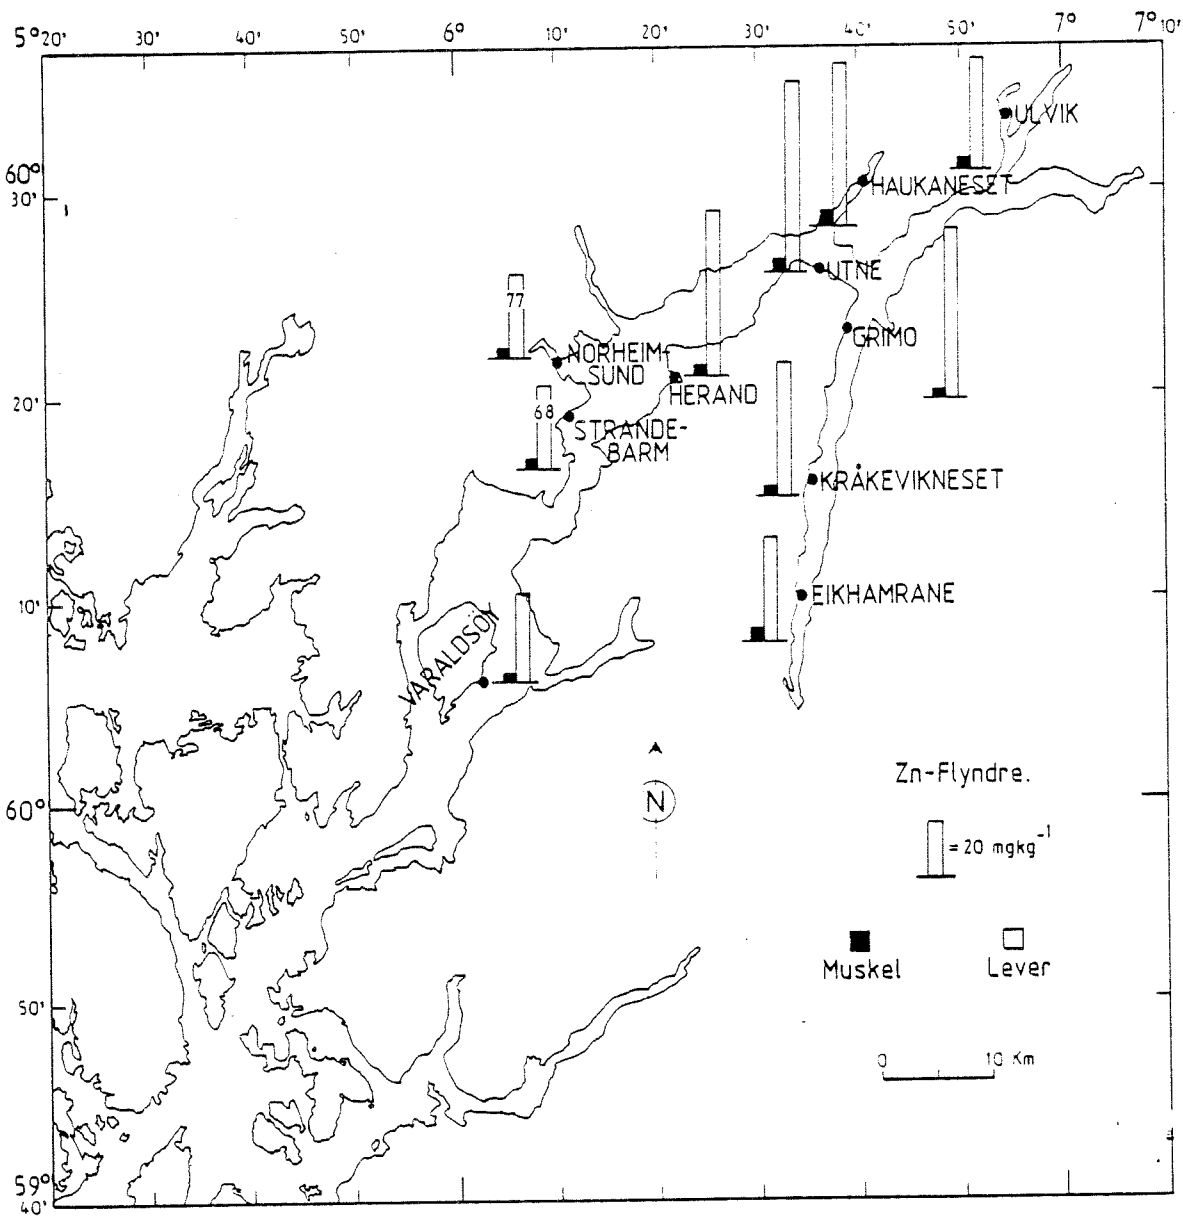 5° 20' 30' 40' 50' 6° 10' 20' 30' 40' 50' 7° 7° 10'
ULVIK
60°
30'
HAUKANESET
UTNE
77
GRIMO
NORHEIM-
SUND
HERAND
20'
68
STRANDE-
BARM
KRÅKEVIKNESET
10'
EIKHAMRANE
VARALDSÖY
Zn-Flyndre.
60°
N
= 20 mgkg⁻¹
Muskel
Lever
50'
0 10 Km
59°
40'